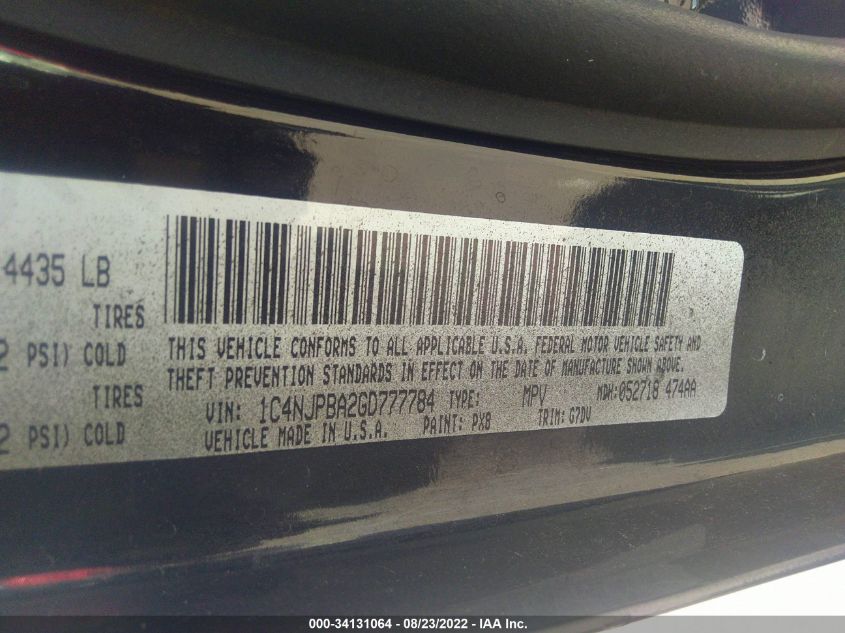 4435 LB
TIRES
2 PSI) COLD
TIRES
2 PSI) COLD
THIS VEHICLE CONFORMS TO ALL APPLICABLE U.S.A. FEDERAL MOTOR VEHICLE SAFETY AND
THEFT PREVENTION STANDARDS IN EFFECT ON THE DATE OF MANUFACTURE SHOWN ABOVE.
VIN: 1C4NJPBA2GD777784 TYPE: MPV MDH: 052718 474AA
VEHICLE MADE IN U.S.A. PAINT: PX8 TRIM: G7DV
000-34131064 - 08/23/2022 - IAA Inc.